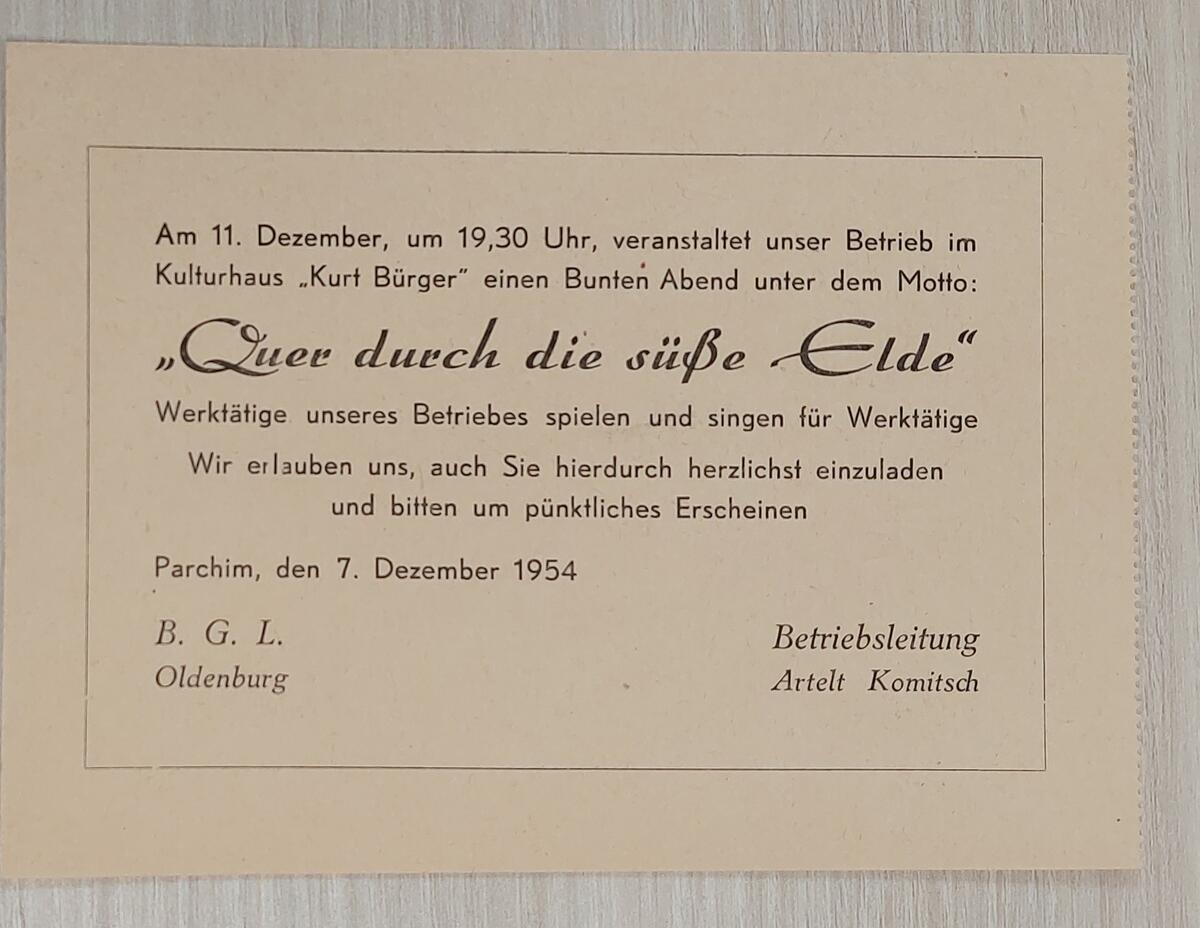 Am 11. Dezember, um 19,30 Uhr, veranstaltet unser Betrieb im
Kulturhaus „Kurt Bürger” einen Bunten Abend unter dem Motto:
„Quer durch die süße Elde“
Werktätige unseres Betriebes spielen und singen für Werktätige
Wir erlauben uns, auch Sie hierdurch herzlichst einzuladen
und bitten um pünktliches Erscheinen
Parchim, den 7. Dezember 1954
B. G. L. Betriebsleitung
Oldenburg Artelt Komitsch